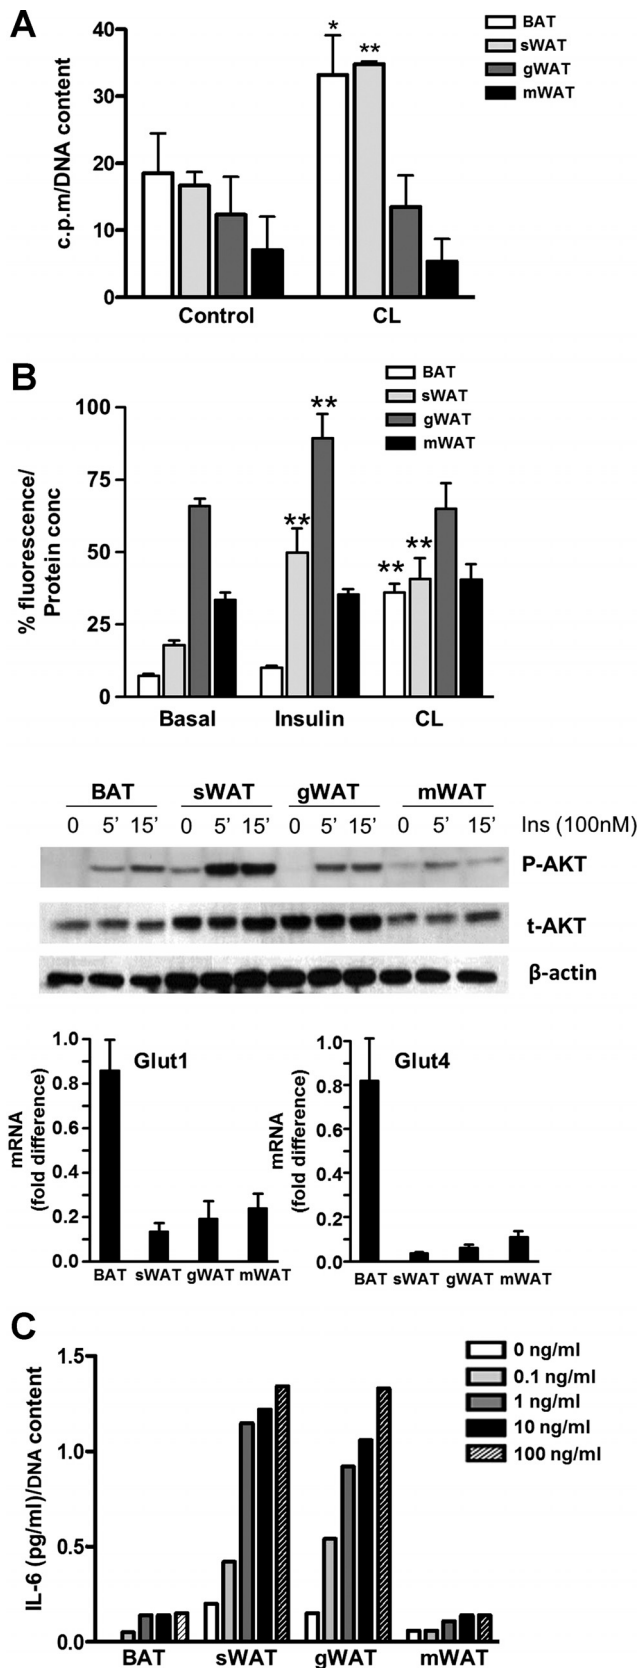 A
c.p.m/DNA content
40
30
20
10
0
Control
CL
BAT
sWAT
gWAT
mWAT
B
% fluorescence/
Protein conc
100
75
50
25
0
Basal
Insulin
CL
BAT
sWAT
gWAT
mWAT
*
**
**
**
**
**
BAT sWAT gWAT mWAT
0 5’ 15’ 0 5’ 15’ 0 5’ 15’ 0 5’ 15’ Ins (100nM)
P-AKT
t-AKT
β-actin
Glut1
mRNA
(fold difference)
1.0
0.8
0.6
0.4
0.2
0.0
BAT sWAT gWAT mWAT
Glut4
mRNA
(fold difference)
1.0
0.8
0.6
0.4
0.2
0.0
BAT sWAT gWAT mWAT
C
IL-6 (pg/ml)/DNA content
1.5
1.0
0.5
0.0
BAT sWAT gWAT mWAT
0 ng/ml
0.1 ng/ml
1 ng/ml
10 ng/ml
100 ng/ml